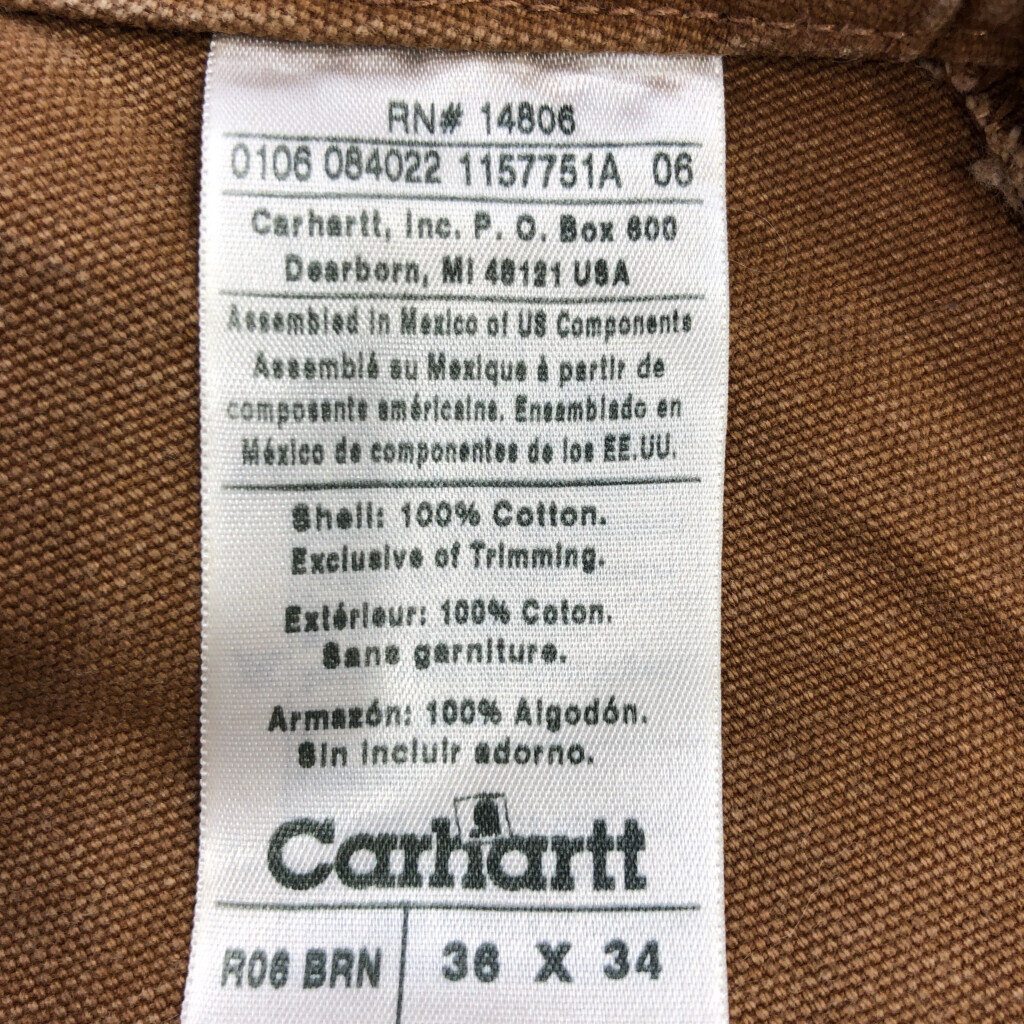 RN# 14806
0106 084022 1157751A 06
Carhartt, Inc. P. O. Box 600
Dearborn, MI 48121 USA
Assembled in Mexico of US Components
Assemblé au Mexique à partir de
composants américains. Ensamblado en
México de componentes de los EE.UU.
Shell: 100% Cotton.
Exclusive of Trimming.
Extérieur: 100% Coton.
Sans garniture.
Armazón: 100% Algodón.
Sin incluir adorno.
Carhartt
R06 BRN 36 X 34